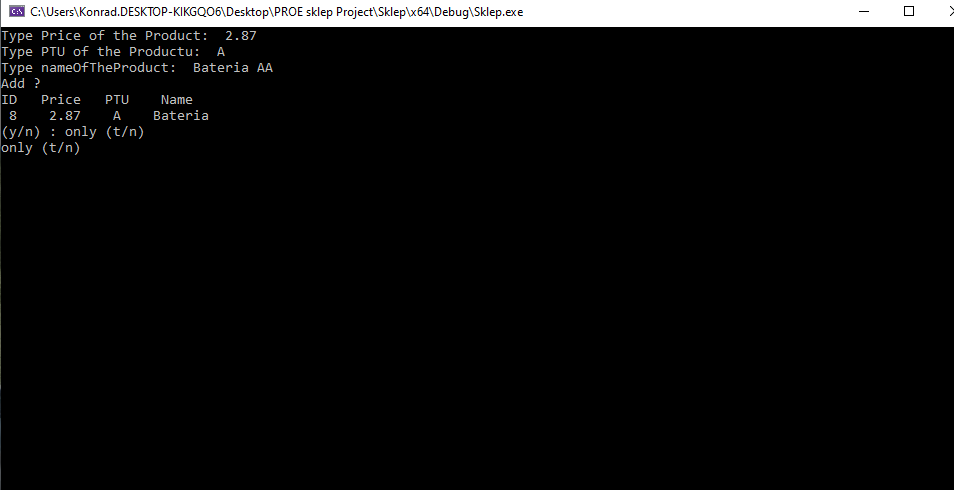 C:\Users\Konrad.DESKTOP-KIKGQO6\Desktop\PROE sklep Project\Sklep\x64\Debug\Sklep.exe
Type Price of the Product:  2.87
Type PTU of the Productu:  A
Type nameOfTheProduct:  Bateria AA
Add ?
ID   Price   PTU    Name
 8    2.87    A    Bateria
(y/n) : only (t/n)
only (t/n)